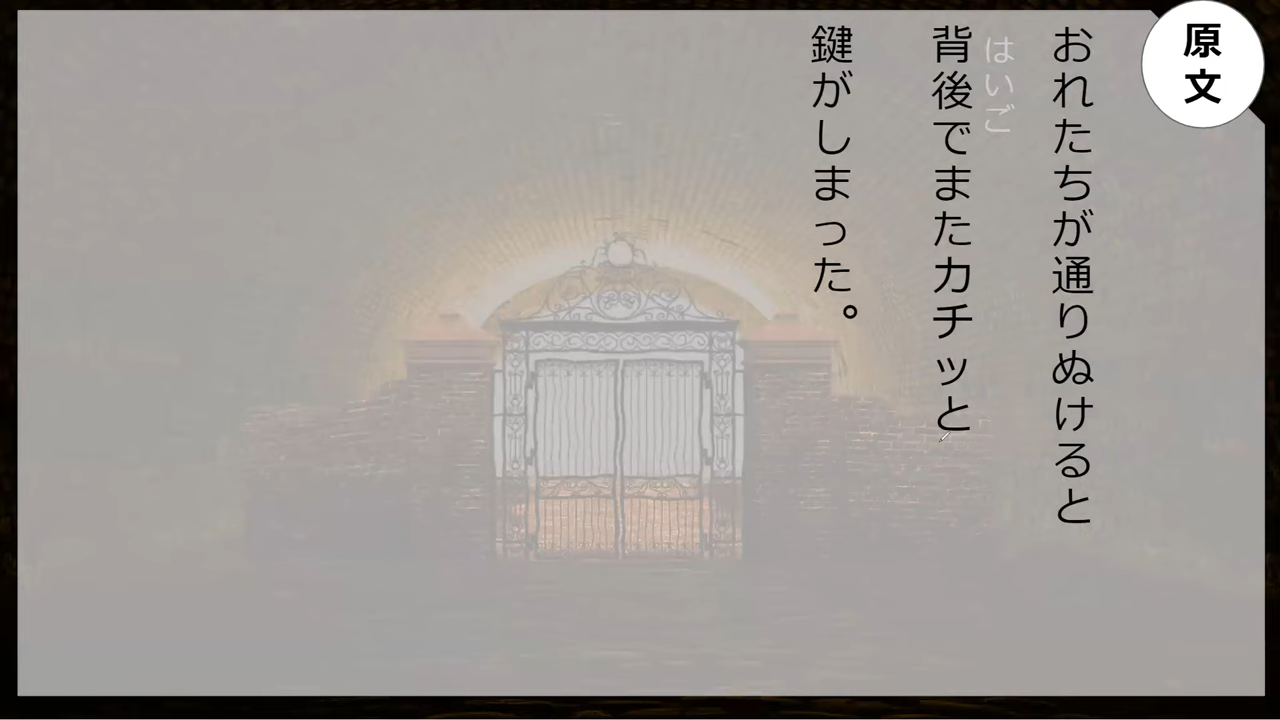 原文
おれたちが通りぬけると
はいご
背後でまたカチッと
鍵がしまった。